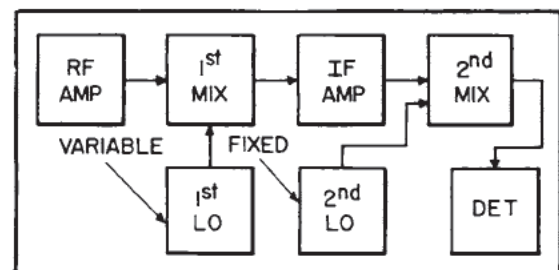 RF
AMP
1st
MIX
IF
AMP
2nd
MIX
VARIABLE
FIXED
1st
LO
2nd
LO
DET